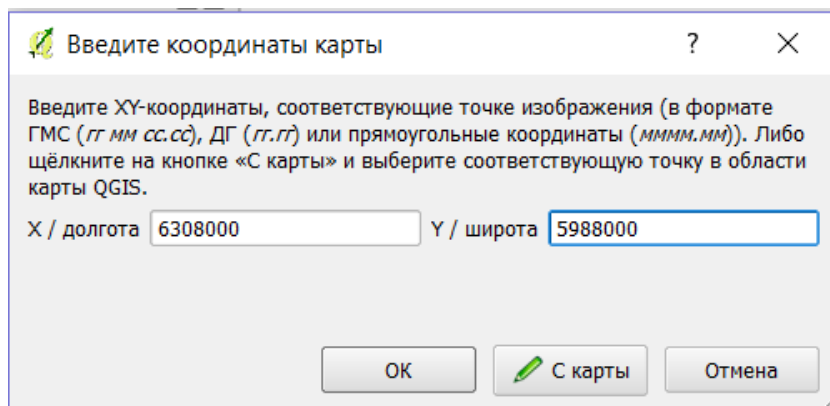 Введите координаты карты
Введите XY-координаты, соответствующие точке изображения (в формате
ГМС (гг мм сс.сс), ДГ (гг.гг) или прямоугольные координаты (мммм.мм)). Либо
щёлкните на кнопке «С карты» и выберите соответствующую точку в области
карты QGIS.
X / долгота 6308000 Y / широта 5988000
ОК С карты Отмена